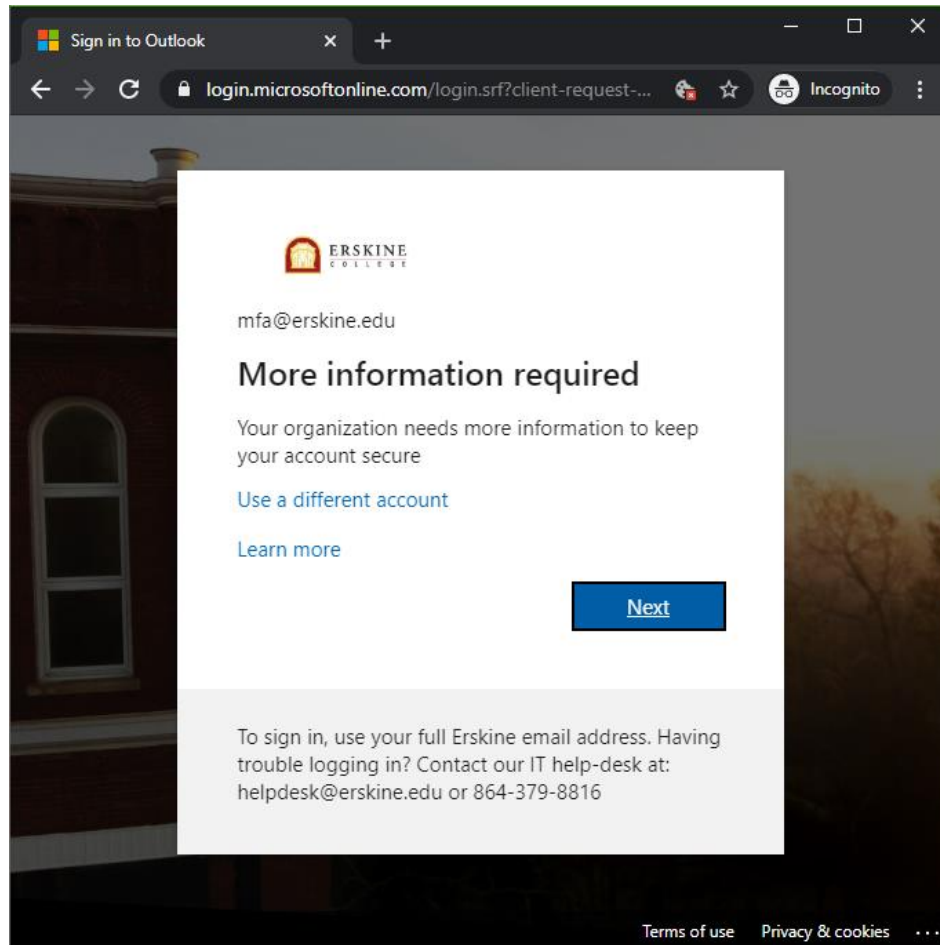 Sign in to Outlook
login.microsoftonline.com/login.srf?client-request-...
Incognito
ERSKINE
COLLEGE
mfa@erskine.edu
More information required
Your organization needs more information to keep
your account secure
Use a different account
Learn more
Next
To sign in, use your full Erskine email address. Having
trouble logging in? Contact our IT help-desk at:
helpdesk@erskine.edu or 864-379-8816
Terms of use Privacy & cookies ...